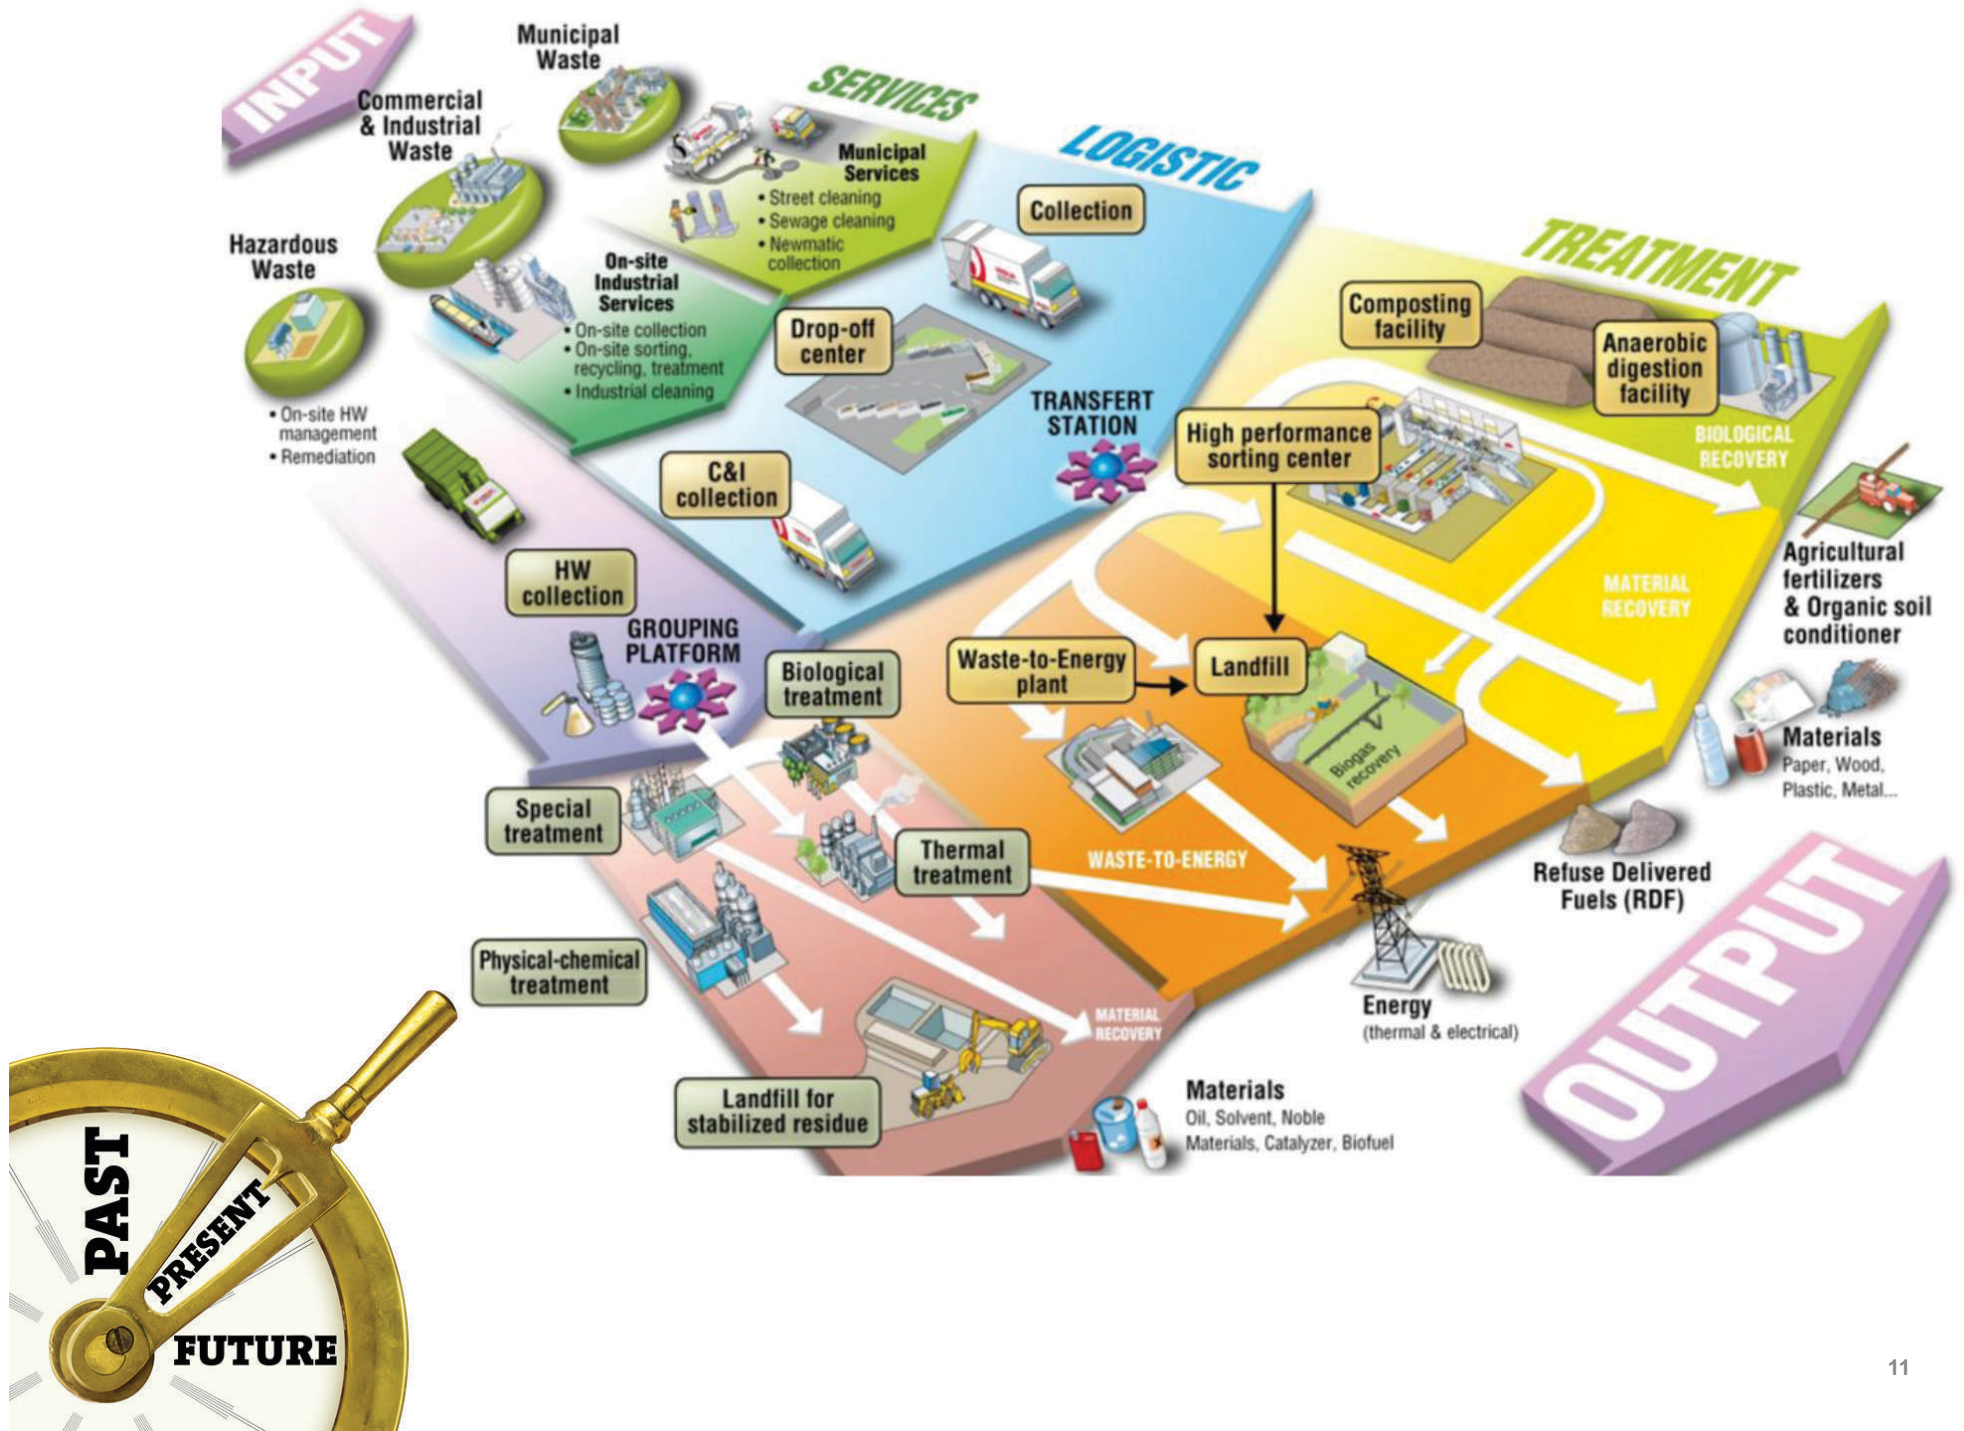 INPUT
Municipal
Waste
Commercial
& Industrial
Waste
Hazardous
Waste
• On-site HW
management
• Remediation
SERVICES
Municipal
Services
• Street cleaning
• Sewage cleaning
• Newmatic
collection
On-site
Industrial
Services
• On-site collection
• On-site sorting,
recycling, treatment
• Industrial cleaning
LOGISTIC
Collection
Drop-off
center
TRANSFERT
STATION
C&I
collection
HW
collection
GROUPING
PLATFORM
TREATMENT
Composting
facility
Anaerobic
digestion
facility
BIOLOGICAL
RECOVERY
High performance
sorting center
MATERIAL
RECOVERY
Waste-to-Energy
plant
Landfill
Biogas
recovery
WASTE-TO-ENERGY
Biological
treatment
Special
treatment
Thermal
treatment
Physical-chemical
treatment
MATERIAL
RECOVERY
Landfill for
stabilized residue
Agricultural
fertilizers
& Organic soil
conditioner
Materials
Paper, Wood,
Plastic, Metal...
Refuse Delivered
Fuels (RDF)
Energy
(thermal & electrical)
Materials
Oil, Solvent, Noble
Materials, Catalyzer, Biofuel
OUTPUT
PAST
PRESENT
FUTURE
11